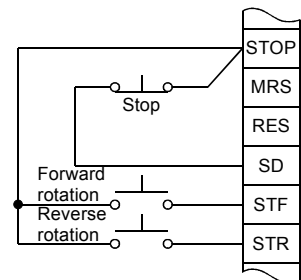 STOP
MRS
Stop
RES
SD
Forward
rotation
STF
Reverse
rotation
STR